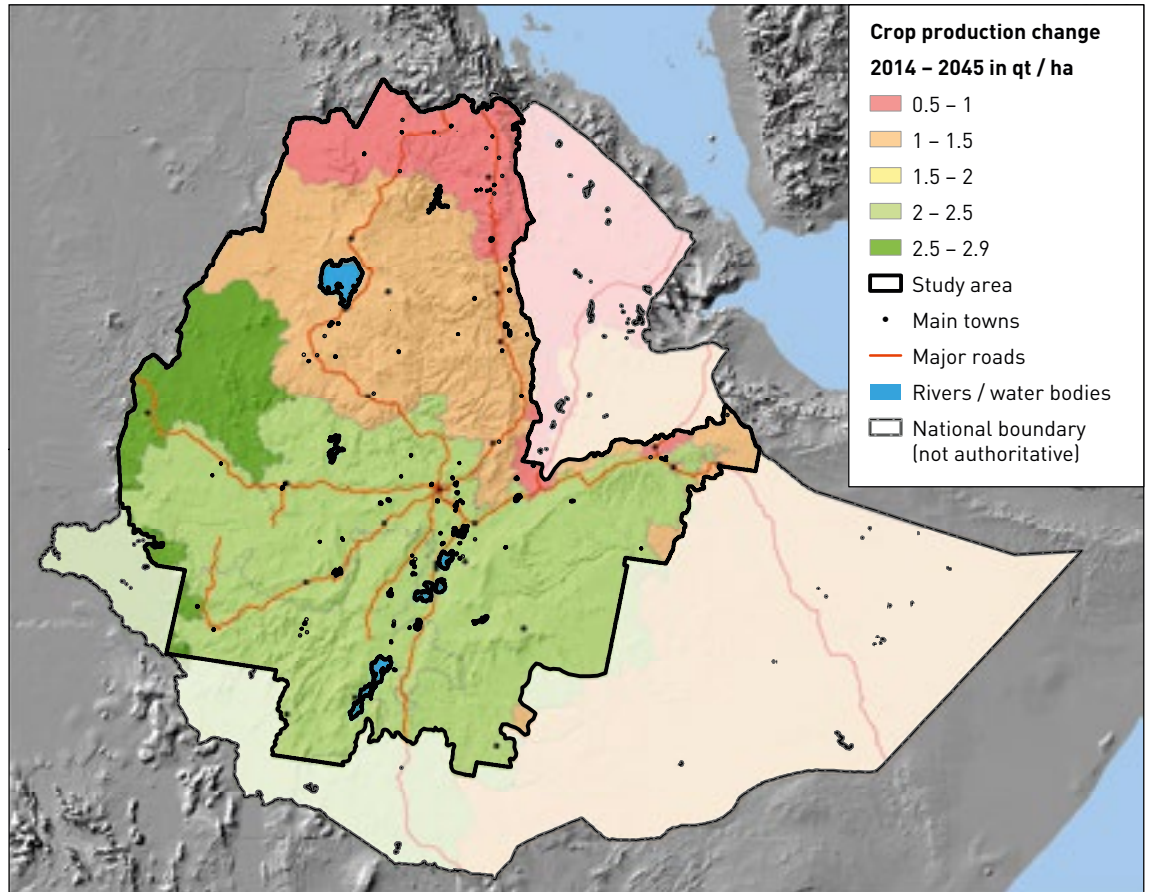 Crop production change
2014 – 2045 in qt / ha
0.5 – 1
1 – 1.5
1.5 – 2
2 – 2.5
2.5 – 2.9
Study area
Main towns
Major roads
Rivers / water bodies
National boundary
(not authoritative)